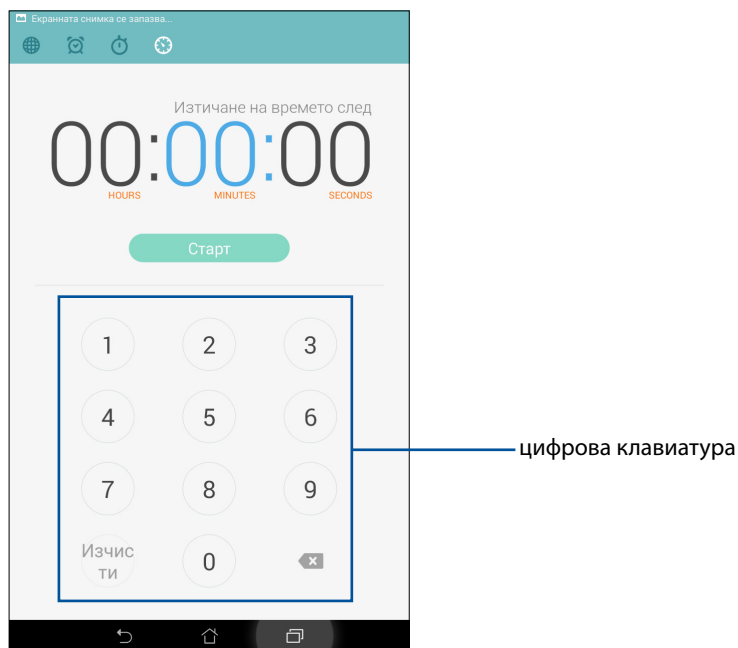 Екранната снимка се запазва...
Изтичане на времето след
00:00:00
HOURS MINUTES SECONDS
Старт
1 2 3
4 5 6
цифрова клавиатура
7 8 9
Изчис
ти
0